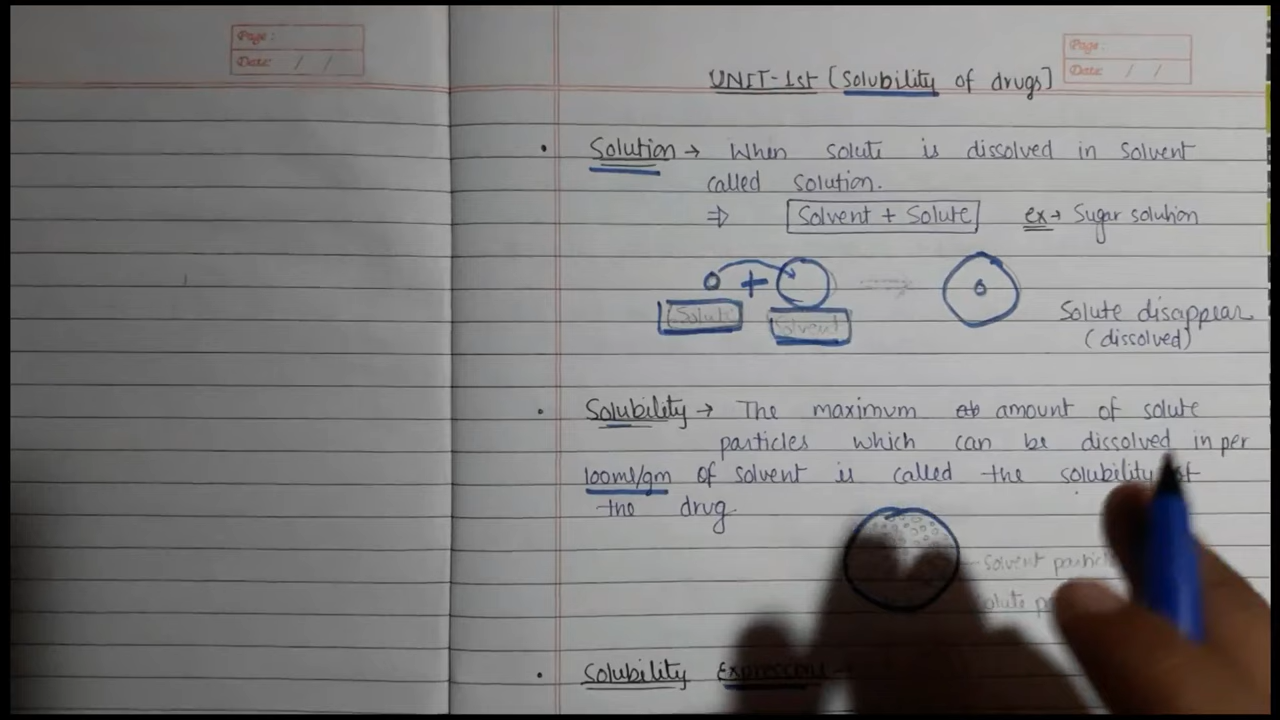 Page :
Date: / /
Page :
Date: / /
UNIT-1st [Solubility of drugs]
• Solution → When solute is dissolved in solvent
called solution.
⇒ Solvent + Solute ex→ Sugar solution
+
Solute Solvent
Solute disappear
(dissolved)
• Solubility → The maximum amount of solute
particles which can be dissolved in per
100ml/gm of solvent is called the solubility of
the drug
Solvent
• Solubility